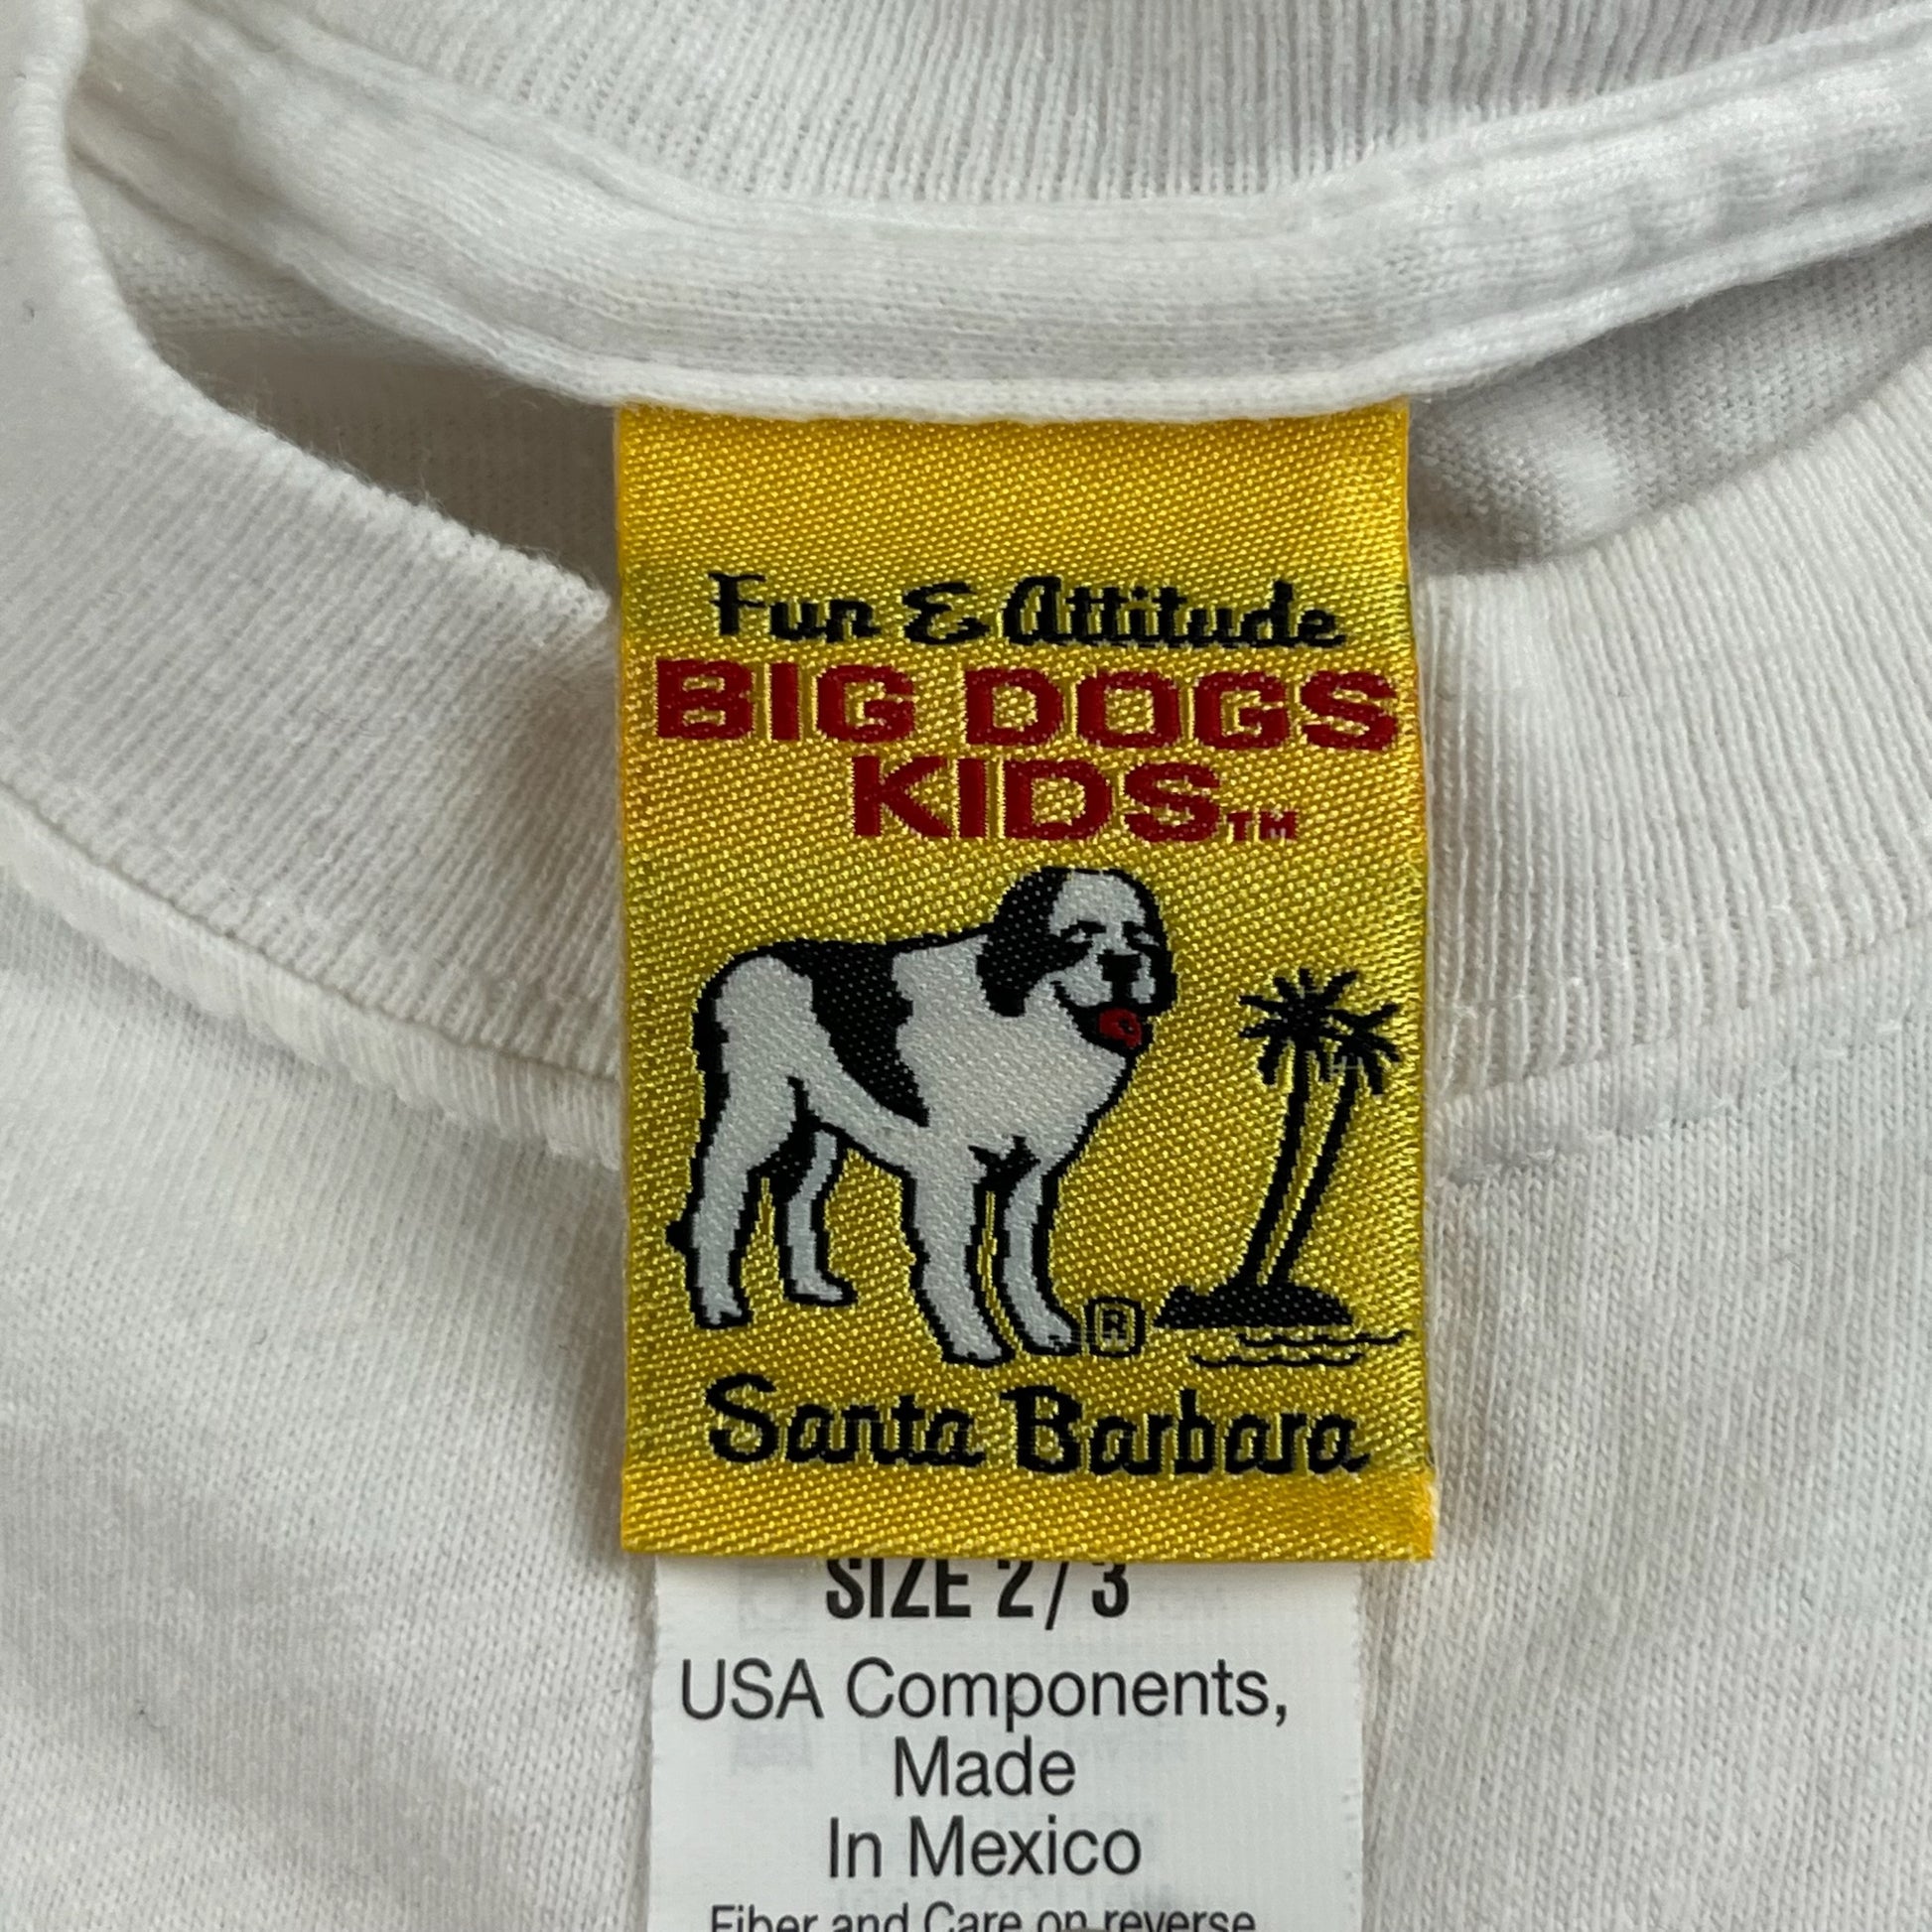 Fun & Attitude
BIG DOGS
KIDS™
®
Santa Barbara
SIZE 2/3
USA Components,
Made
In Mexico
Fiber and Care on reverse